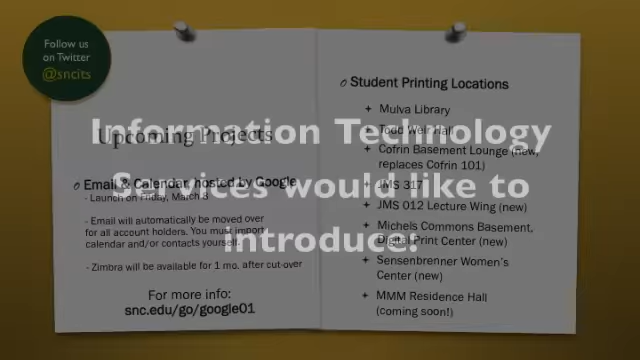 Follow us
on Twitter
@sncits
Upcoming Projects
Email & Calendar, hosted by Google
- Launch on Friday, March 8
- Email will automatically be moved over
for all account holders. You must import
calendar and/or contacts yourself.
- Zimbra will be available for 1 mo. after cut-over
For more info:
snc.edu/go/google01
Student Printing Locations
+ Mulva Library
+ Todd Wehr Hall
+ Cofrin Basement Lounge (new,
replaces Cofrin 101)
+ JMS 317
+ JMS 012 Lecture Wing (new)
+ Michels Commons Basement,
Digital Print Center (new)
+ Sensenbrenner Women's
Center (new)
+ MMM Residence Hall
(coming soon!)
Information Technology
Services would like to
introduce: